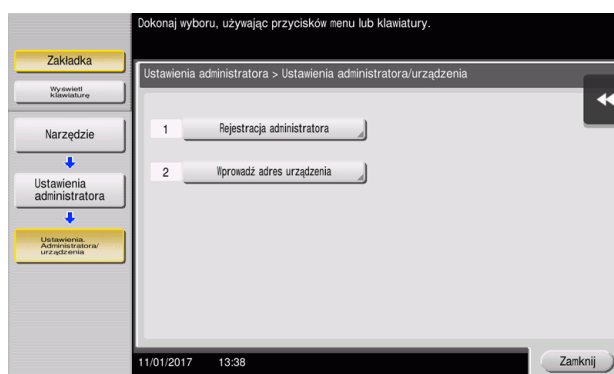 Dokonaj wyboru, używając przycisków menu lub klawiatury.
Zakładka
Wyświetl
klawiaturę
Narzędzie
Ustawienia
administratora
Ustawienia.
Administratora/
urządzenia
Ustawienia administratora > Ustawienia administratora/urządzenia
1 Rejestracja administratora
2 Wprowadź adres urządzenia
11/01/2017 13:38
Zamknij